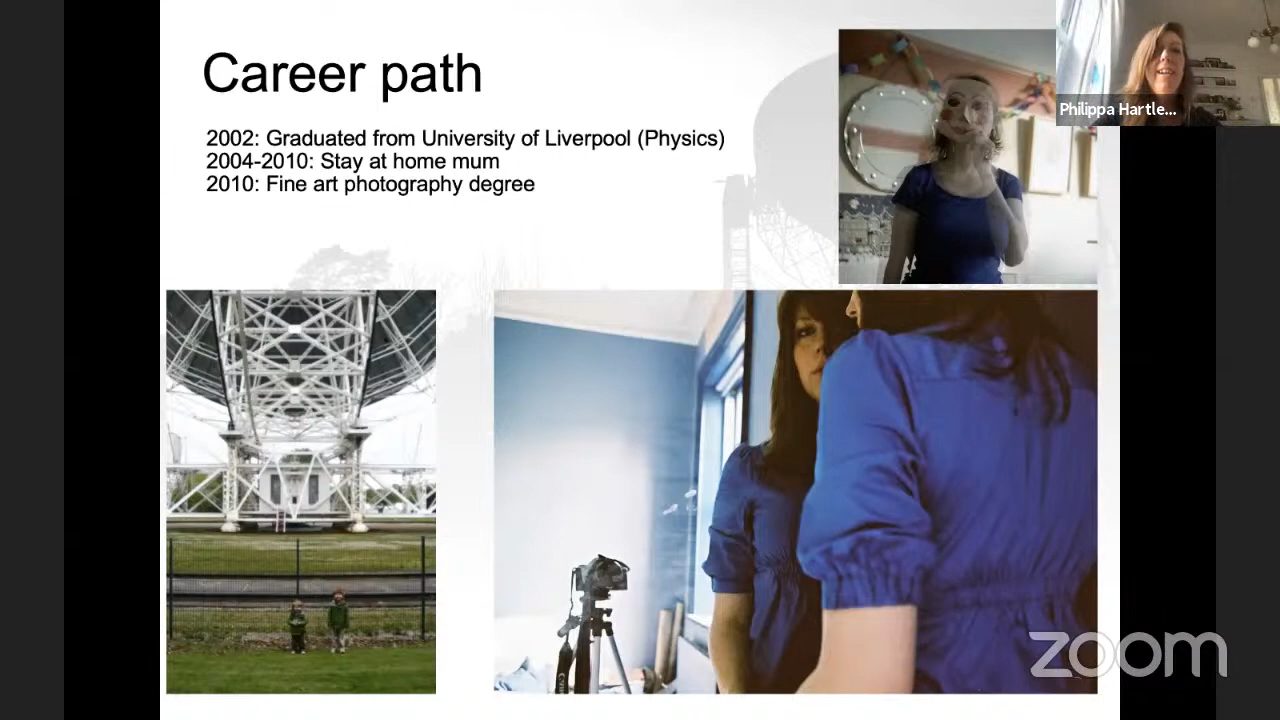 Career path
2002: Graduated from University of Liverpool (Physics)
2004-2010: Stay at home mum
2010: Fine art photography degree
Philippa Hartle...
Canon
zoom